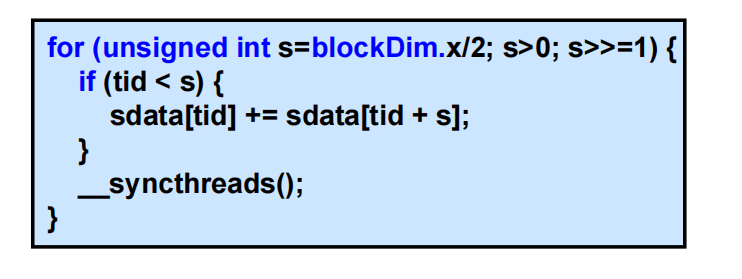 for (unsigned int s=blockDim.x/2; s>0; s>>=1) {
if (tid < s) {
sdata[tid] += sdata[tid + s];
}
__syncthreads();
}